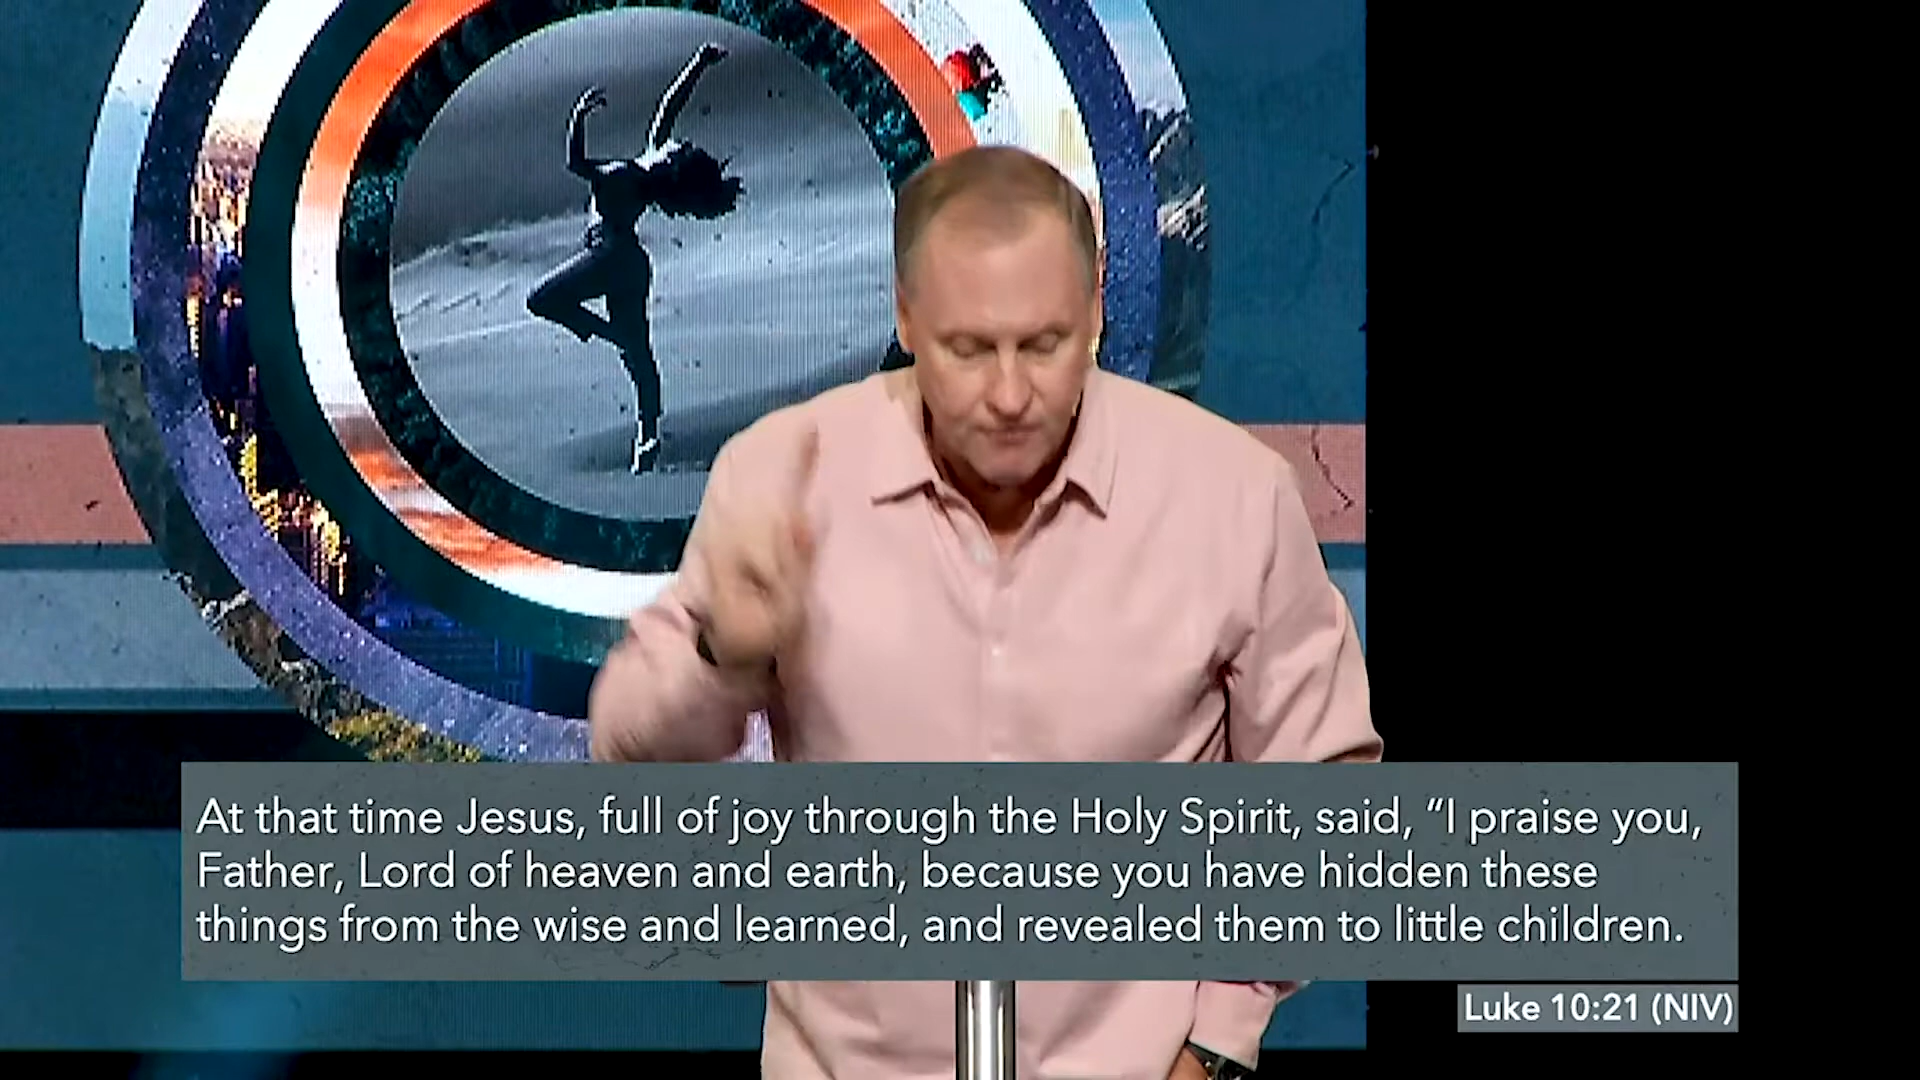 At that time Jesus, full of joy through the Holy Spirit, said, “I praise you,
Father, Lord of heaven and earth, because you have hidden these
things from the wise and learned, and revealed them to little children.
Luke 10:21 (NIV)